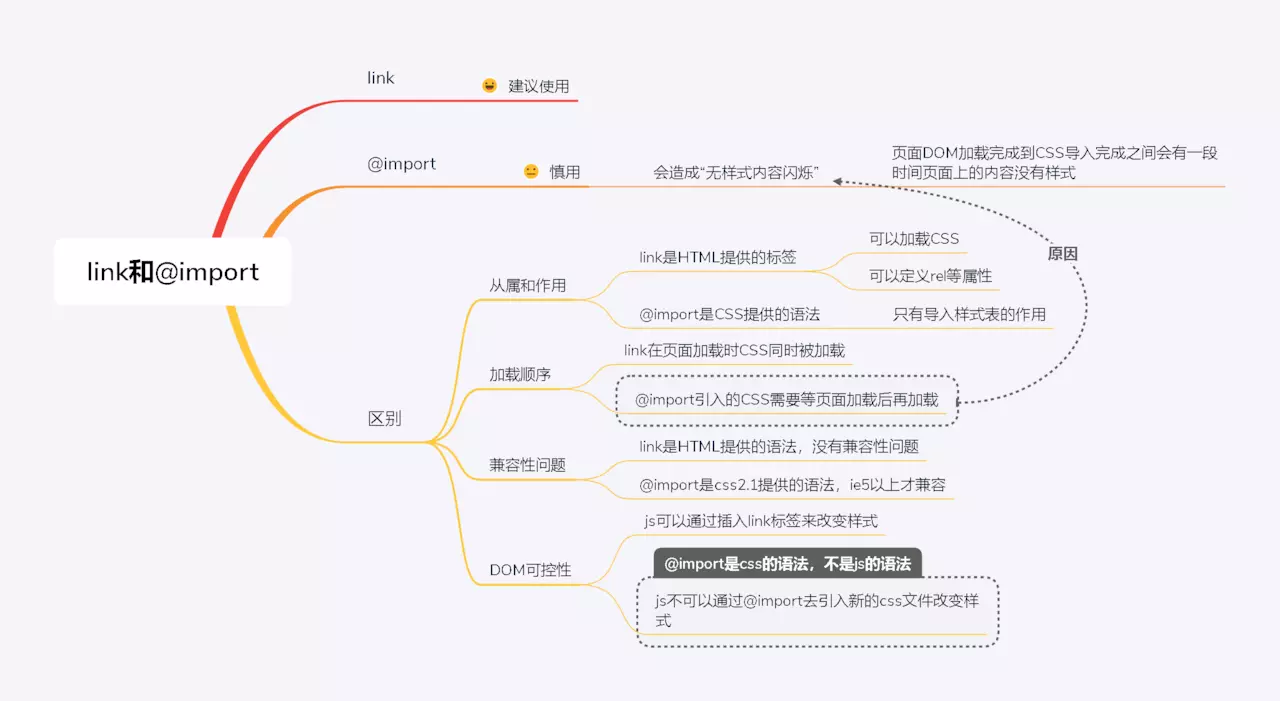 link和@import
link
建议使用
@import
慎用
会造成“无样式内容闪烁”
页面DOM加载完成到CSS导入完成之间会有一段
时间页面上的内容没有样式
原因
区别
从属和作用
link是HTML提供的标签
可以加载CSS
可以定义rel等属性
@import是CSS提供的语法
只有导入样式表的作用
加载顺序
link在页面加载时CSS同时被加载
@import引入的CSS需要等页面加载后再加载
兼容性问题
link是HTML提供的语法，没有兼容性问题
@import是css2.1提供的语法，ie5以上才兼容
DOM可控性
js可以通过插入link标签来改变样式
@import是css的语法，不是js的语法
js不可以通过@import去引入新的css文件改变样
式